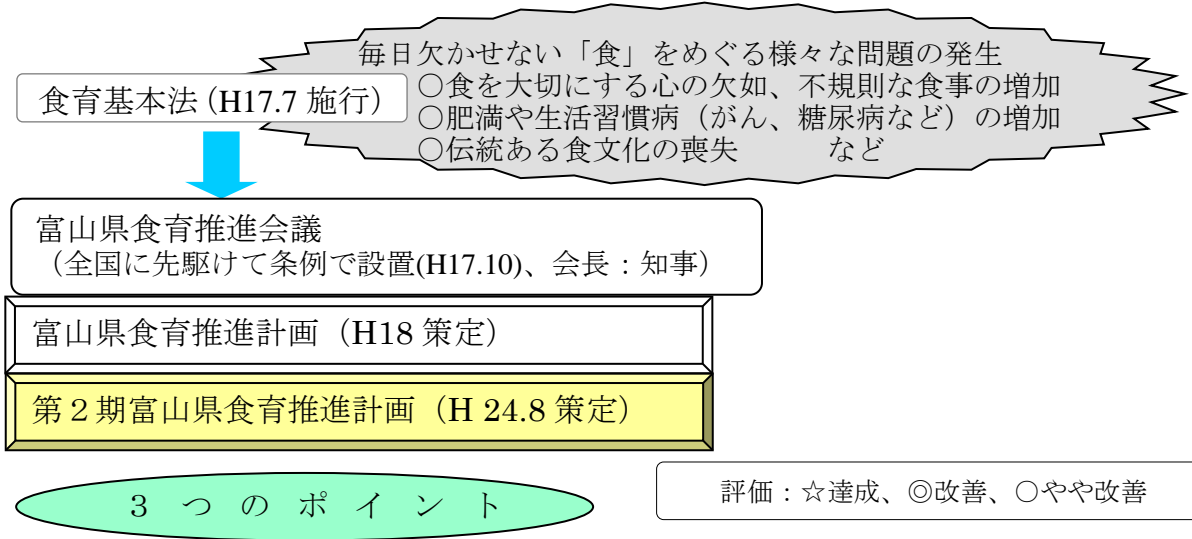 毎日欠かせない「食」をめぐる様々な問題の発生
○食を大切にする心の欠如、不規則な食事の増加
○肥満や生活習慣病（がん、糖尿病など）の増加
○伝統ある食文化の喪失　　　など
食育基本法（H17.7 施行）
富山県食育推進会議
（全国に先駆けて条例で設置(H17.10)、会長：知事）
富山県食育推進計画（H18 策定）
第２期富山県食育推進計画（H 24.8 策定）
３ つ の ポ イ ン ト
評価：☆達成、◎改善、○やや改善